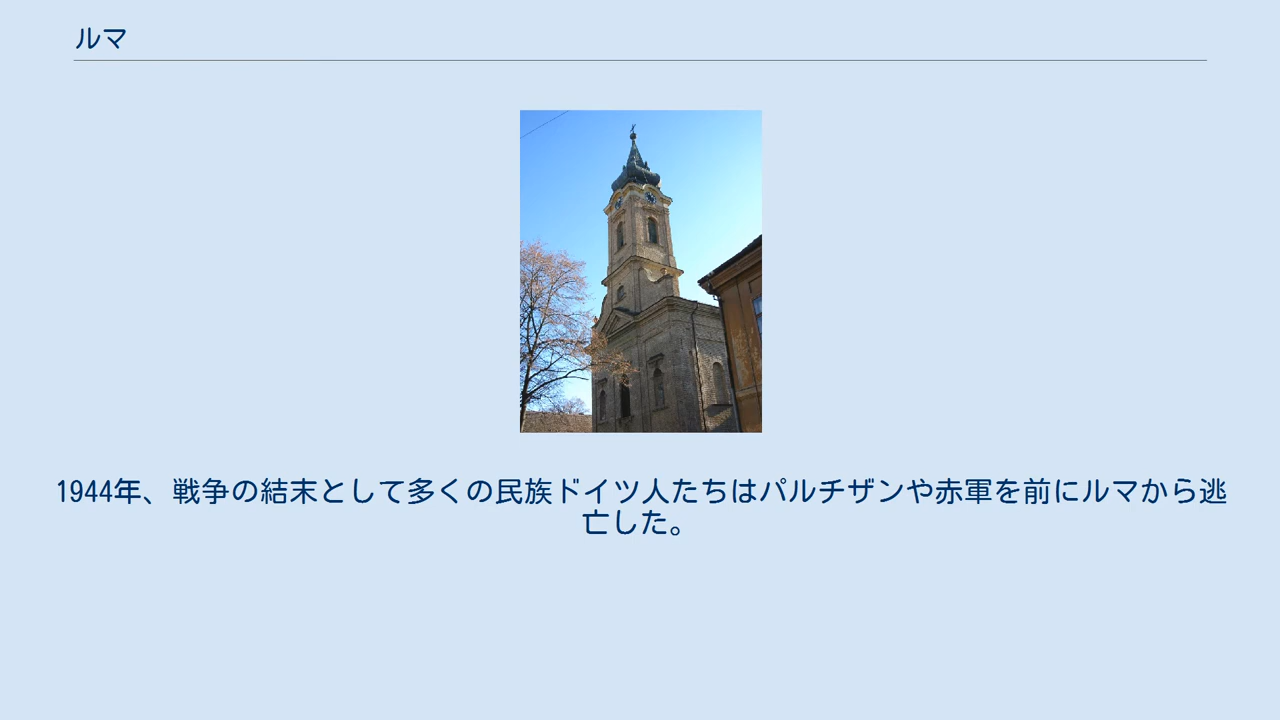 ルマ
1944年、戦争の結末として多くの民族ドイツ人たちはパルチザンや赤軍を前にルマから逃
亡した。